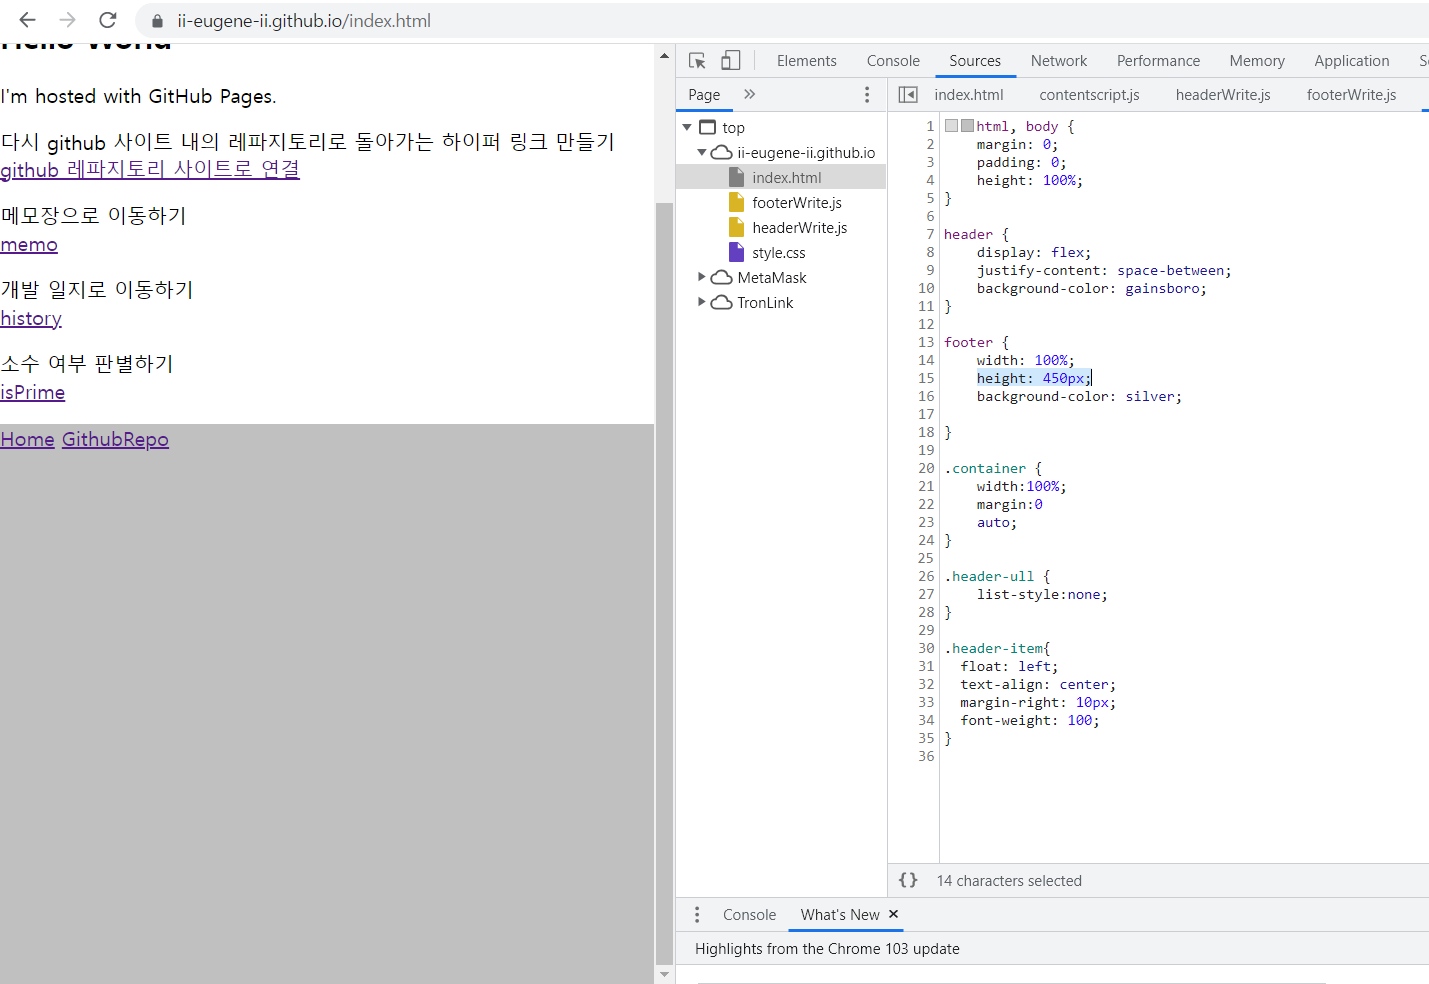 ii-eugene-ii.github.io/index.html
Hello World
I'm hosted with GitHub Pages.
다시 github 사이트 내의 레파지토리로 돌아가는 하이퍼 링크 만들기
github 레파지토리 사이트로 연결
메모장으로 이동하기
memo
개발 일지로 이동하기
history
소수 여부 판별하기
isPrime
Home GithubRepo
Elements Console Sources Network Performance Memory Application
Page
top
ii-eugene-ii.github.io
index.html
footerWrite.js
headerWrite.js
style.css
MetaMask
TronLink
index.html contentscript.js headerWrite.js footerWrite.js
1 html, body {
2 margin: 0;
3 padding: 0;
4 height: 100%;
5 }
6
7 header {
8 display: flex;
9 justify-content: space-between;
10 background-color: gainsboro;
11 }
12
13 footer {
14 width: 100%;
15 height: 450px;
16 background-color: silver;
17
18 }
19
20 .container {
21 width:100%;
22 margin:0
23 auto;
24 }
25
26 .header-ull {
27 list-style:none;
28 }
29
30 .header-item{
31 float: left;
32 text-align: center;
33 margin-right: 10px;
34 font-weight: 100;
35 }
36
{} 14 characters selected
Console What's New ×
Highlights from the Chrome 103 update